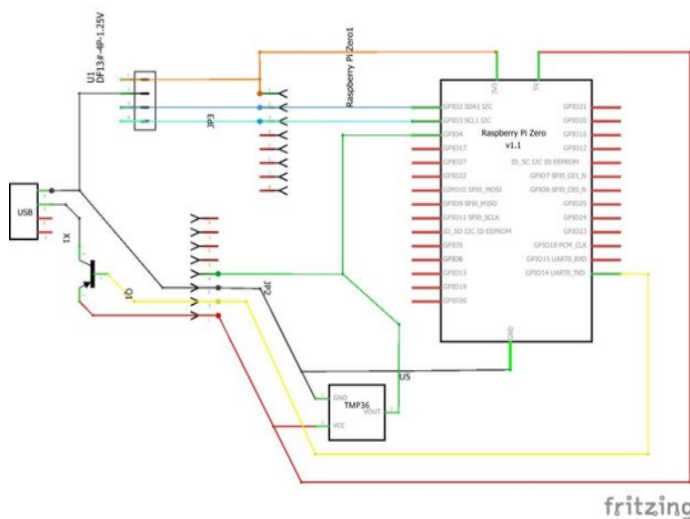 U1
DF13#-4P-1.25V
Raspberry Pi Zero1
JP3
3V3
5V
GPIO2 SDA1 I2C
GPIO3 SCL1 I2C
GPIO4
GPIO17
GPIO27
GPIO22
GPIO10 SPI0_MOSI
GPIO9 SPI0_MISO
GPIO11 SPI0_SCLK
ID_SD I2C ID EEPROM
GPIO5
GPIO6
GPIO13
GPIO19
GPIO26
Raspberry Pi Zero
v1.1
GPIO21
GPIO20
GPIO16
GPIO12
ID_SC I2C ID EEPROM
GPIO7 SPI0_CE1_N
GPIO8 SPI0_CE0_N
GPIO25
GPIO24
GPIO23
GPIO18 PCM_CLK
GPIO15 UART0_RXD
GPIO14 UART0_TXD
GND
USB
X1
Q1
JP2
U5
GND
TMP36
VOUT
VCC
fritzing